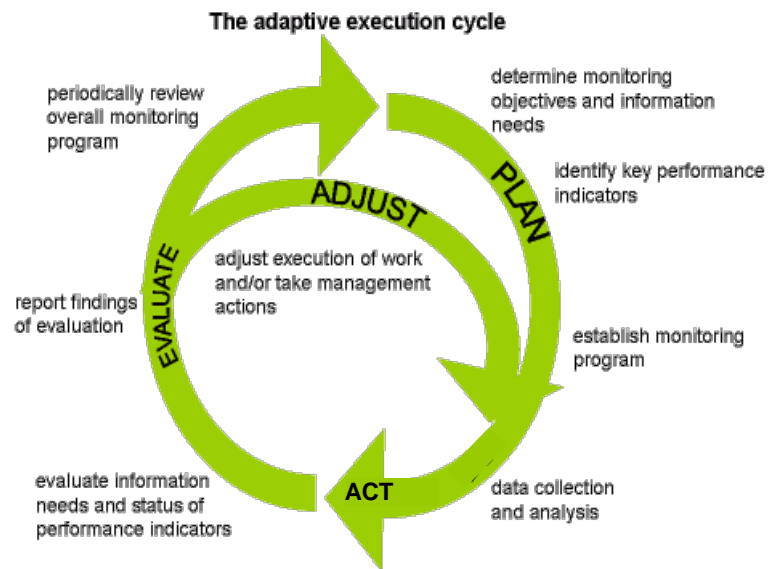 The adaptive execution cycle
determine monitoring
objectives and information
needs
periodically review
overall monitoring
program
PLAN
identify key performance
indicators
ADJUST
adjust execution of work
and/or take management
actions
EVALUATE
report findings
of evaluation
establish monitoring
program
evaluate information
needs and status of
performance indicators
ACT
data collection
and analysis